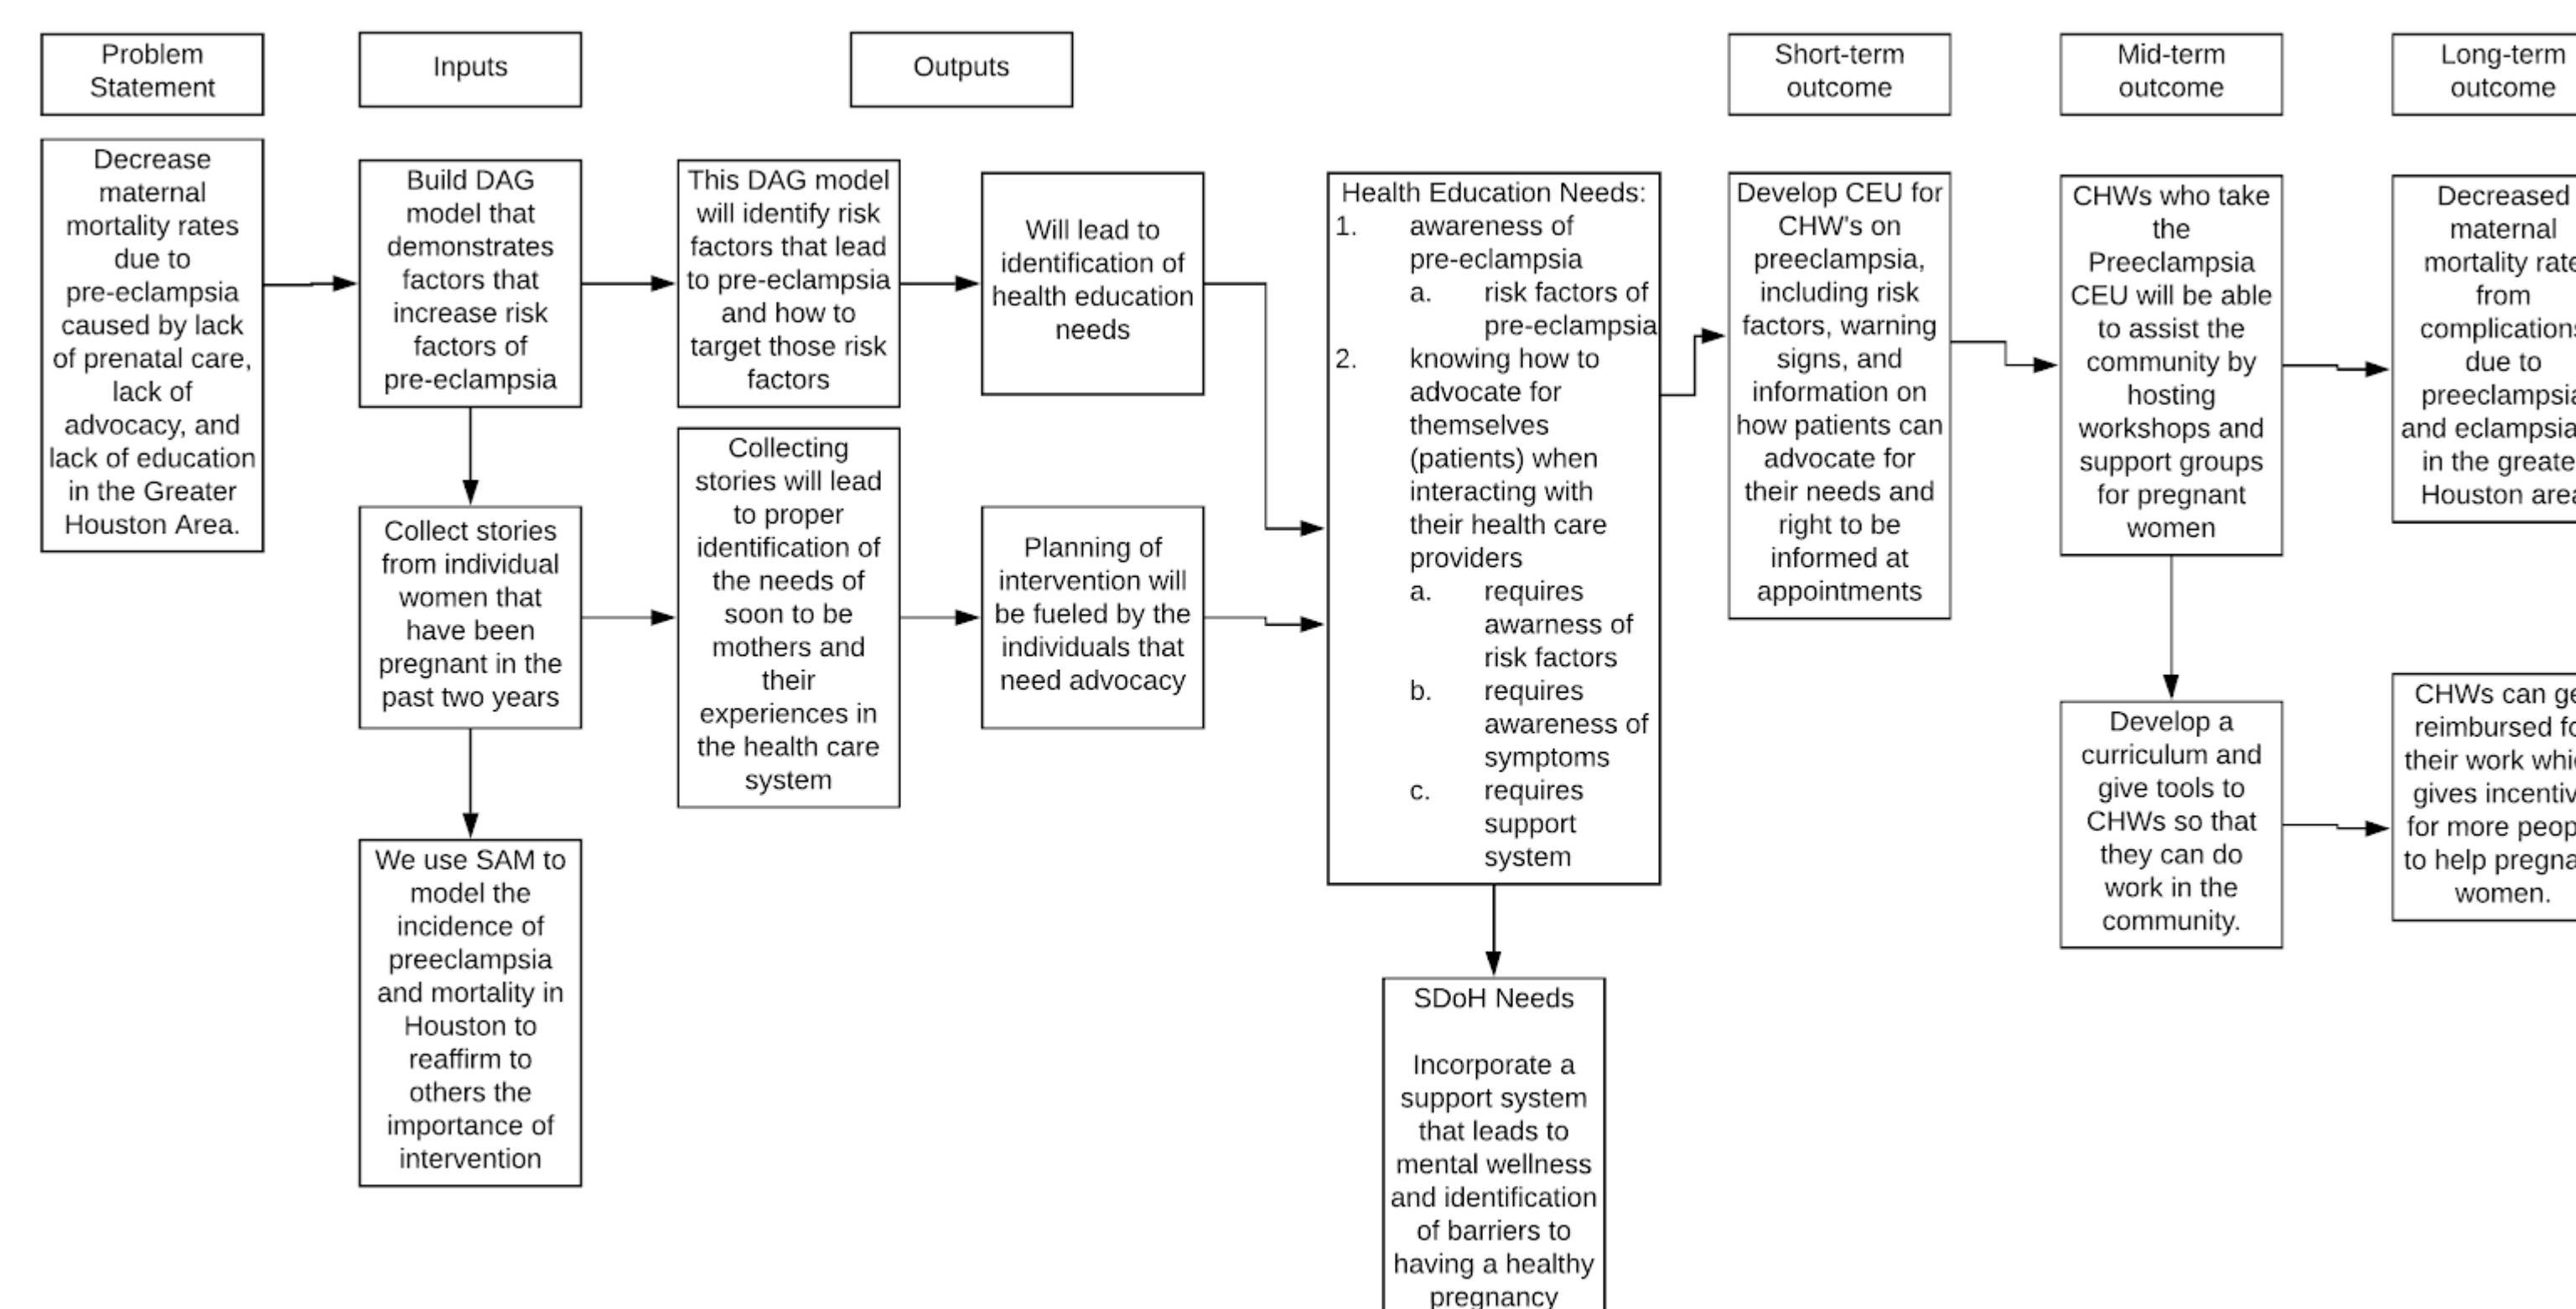 Problem
Statement
Inputs
Outputs
Short-term
outcome
Mid-term
outcome
Long-term
outcome
Decrease
maternal
mortality rates
due to
pre-eclampsia
caused by lack
of prenatal care,
lack of
advocacy, and
lack of education
in the Greater
Houston Area.
Build DAG
model that
demonstrates
factors that
increase risk
factors of
pre-eclampsia
This DAG model
will identify risk
factors that lead
to pre-eclampsia
and how to
target those risk
factors
Will lead to
identification of
health education
needs
Collect stories
from individual
women that
have been
pregnant in the
past two years
Collecting
stories will lead
to proper
identification of
the needs of
soon to be
mothers and
their
experiences in
the health care
system
Planning of
intervention will
be fueled by the
individuals that
need advocacy
We use SAM to
model the
incidence of
preeclampsia
and mortality in
Houston to
reaffirm to
others the
importance of
intervention
Health Education Needs:
1. awareness of
pre-eclampsia
a. risk factors of
pre-eclampsia
2. knowing how to
advocate for
themselves
(patients) when
interacting with
their health care
providers
a. requires
awarness of
risk factors
b. requires
awareness of
symptoms
c. requires
support
system
SDoH Needs
Incorporate a
support system
that leads to
mental wellness
and identification
of barriers to
having a healthy
pregnancy
Develop CEU for
CHW's on
preeclampsia,
including risk
factors, warning
signs, and
information on
how patients can
advocate for
their needs and
right to be
informed at
appointments
CHWs who take
the
Preeclampsia
CEU will be able
to assist the
community by
hosting
workshops and
support groups
for pregnant
women
Develop a
curriculum and
give tools to
CHWs so that
they can do
work in the
community.
Decreased
maternal
mortality
from
due to
and
in the
Houston
CHWs can
reimbursed
their work
gives
for more
to help
women.